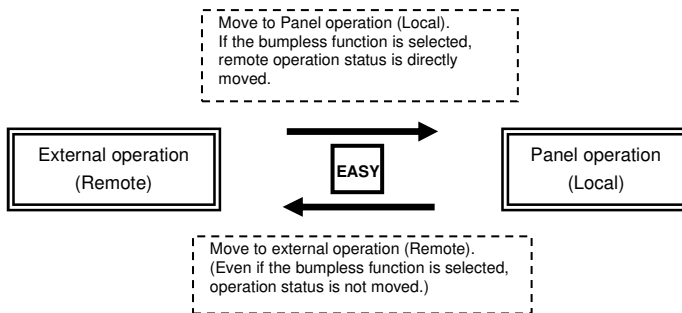 Move to Panel operation (Local).
If the bumpless function is selected,
remote operation status is directly
moved.
External operation
(Remote)
EASY
Panel operation
(Local)
Move to external operation (Remote).
(Even if the bumpless function is selected,
operation status is not moved.)